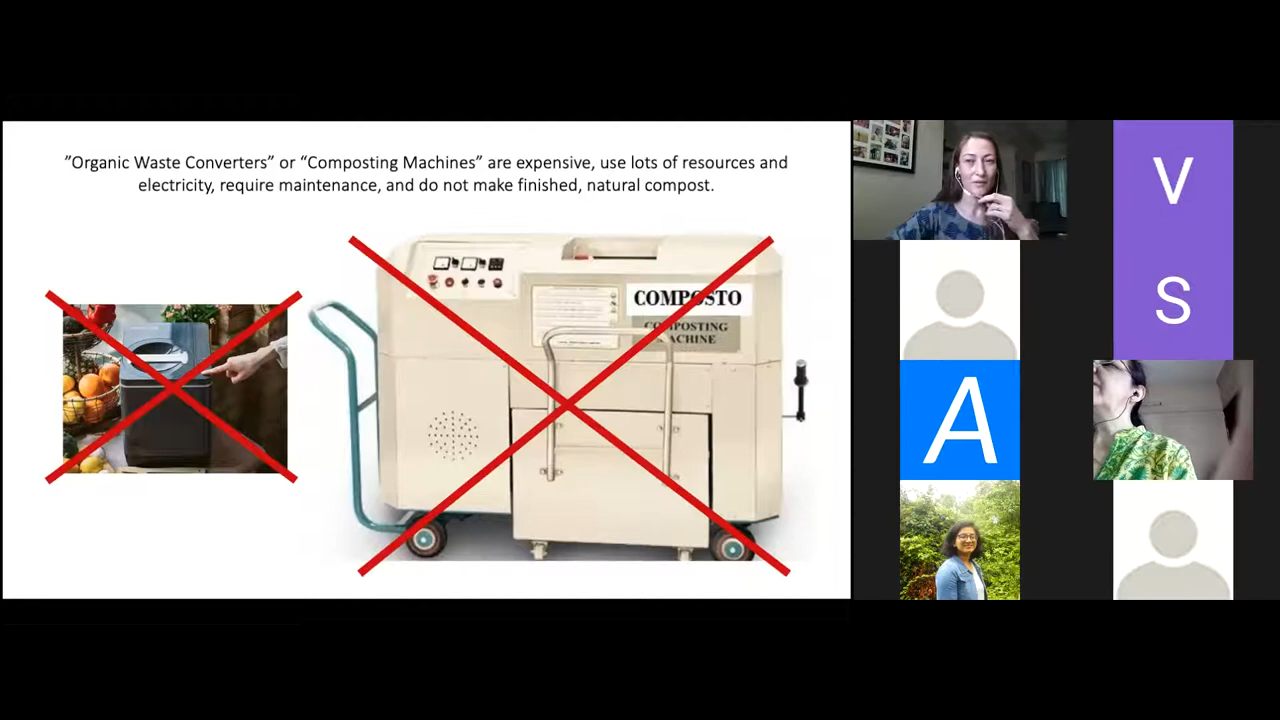 ”Organic Waste Converters” or “Composting Machines” are expensive, use lots of resources and
electricity, require maintenance, and do not make finished, natural compost.
COMPOSTO
COMPOSTING
MACHINE
V
S
A